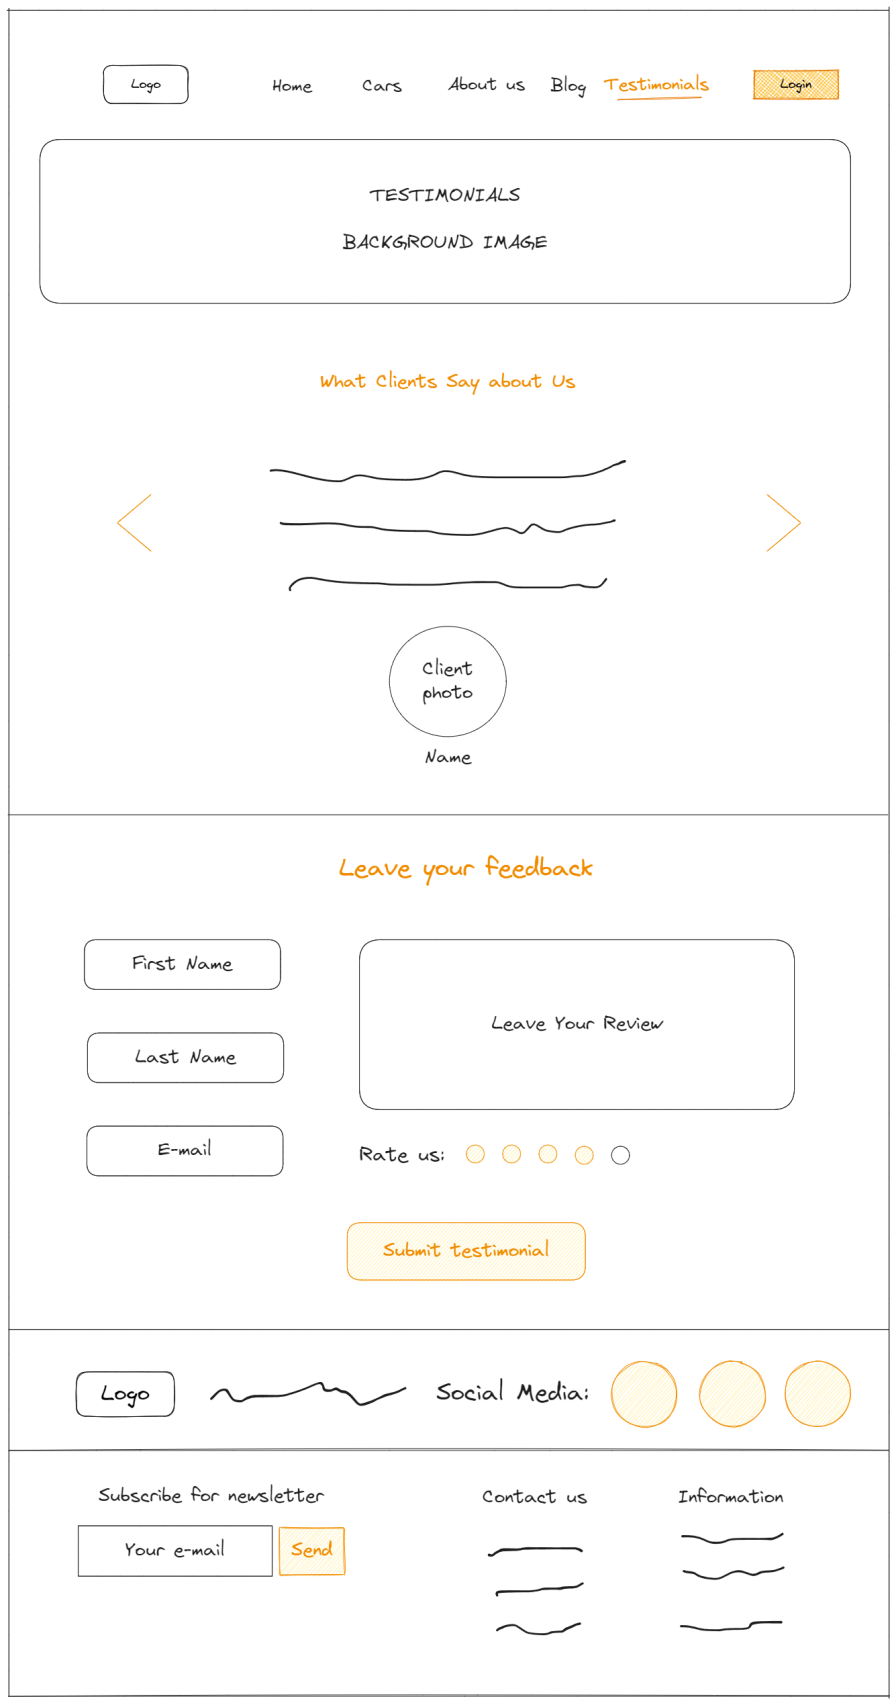 Logo
Home
Cars
About us
Blog
Testimonials
Login
TESTIMONIALS
BACKGROUND IMAGE
What Clients Say about Us
Client
photo
Name
Leave your feedback
First Name
Last Name
E-mail
Leave Your Review
Rate us:
Submit testimonial
Logo
Social Media:
Subscribe for newsletter
Your e-mail
Send
Contact us
Information